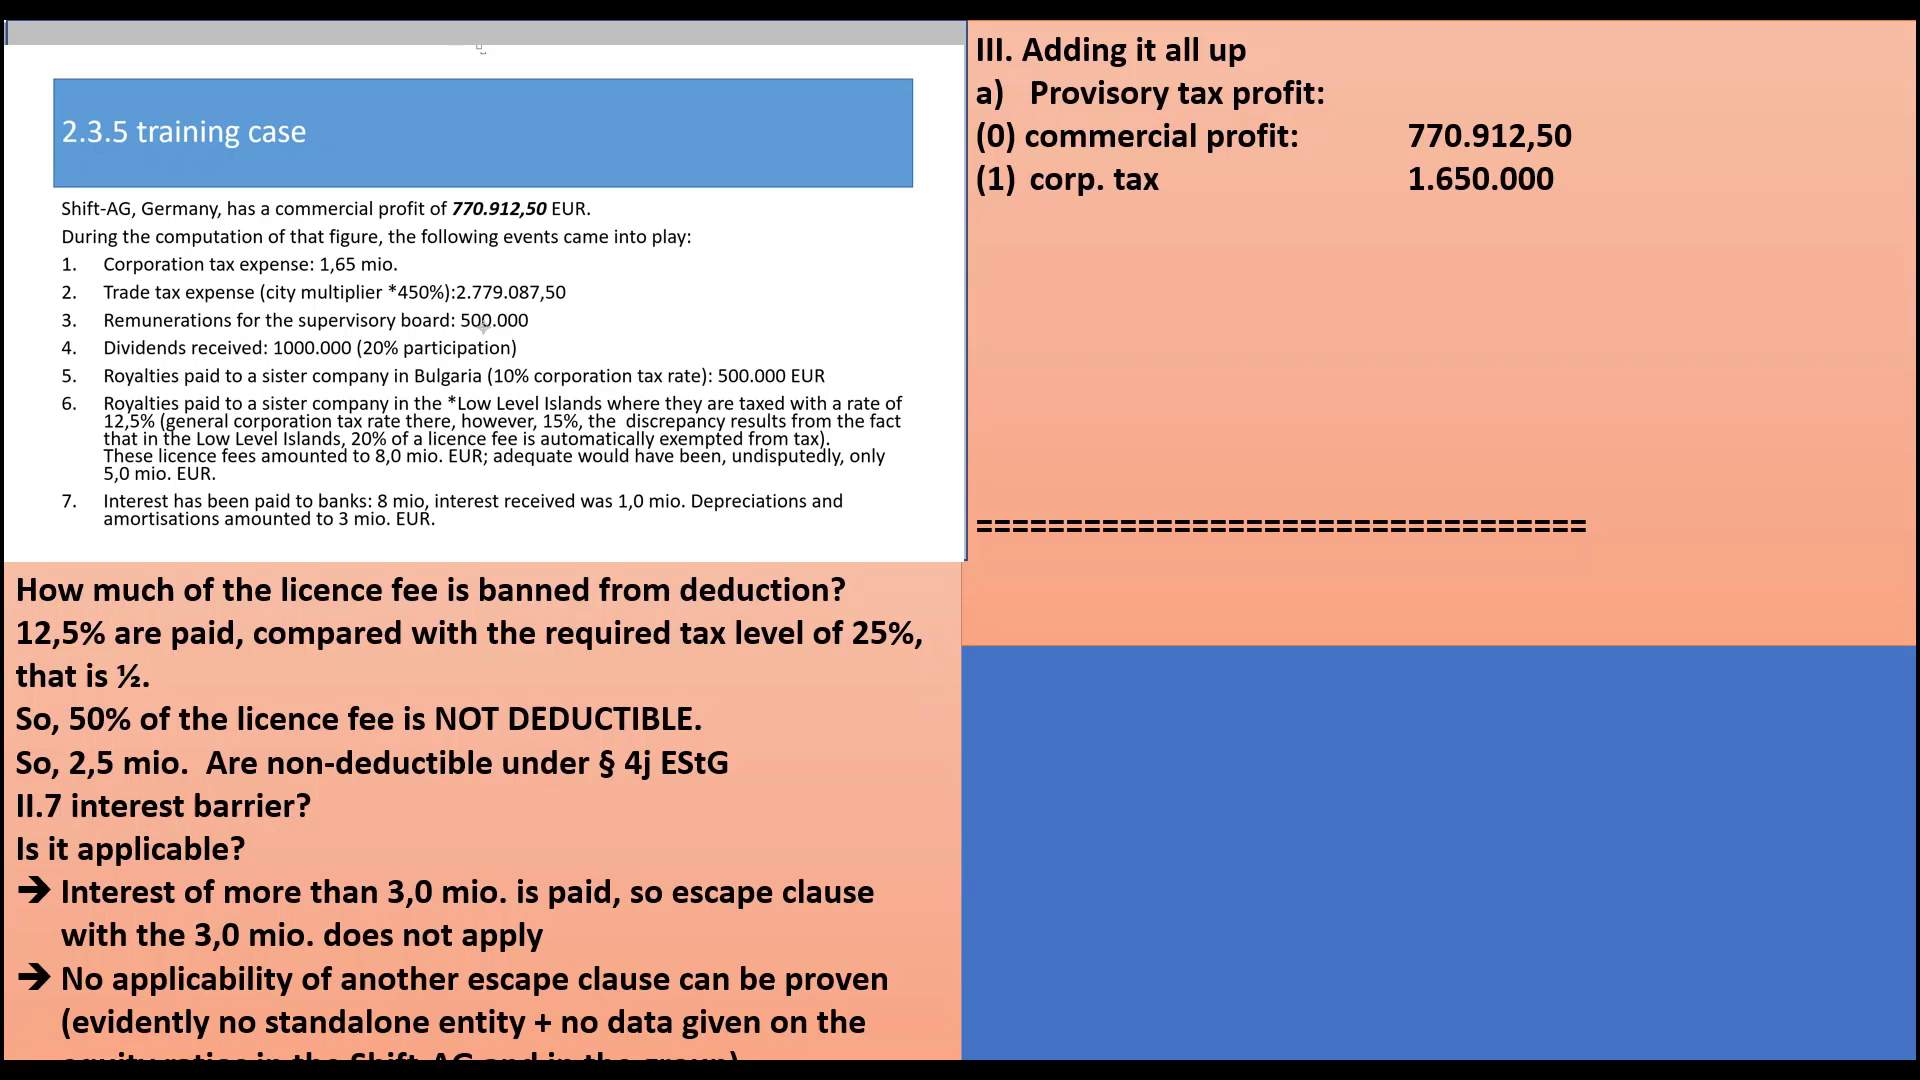 2.3.5 training case
Shift-AG, Germany, has a commercial profit of 770.912,50 EUR.
During the computation of that figure, the following events came into play:
1. Corporation tax expense: 1,65 mio.
2. Trade tax expense (city multiplier *450%):2.779.087,50
3. Remunerations for the supervisory board: 500.000
4. Dividends received: 1000.000 (20% participation)
5. Royalties paid to a sister company in Bulgaria (10% corporation tax rate): 500.000 EUR
6. Royalties paid to a sister company in the *Low Level Islands where they are taxed with a rate of
12,5% (general corporation tax rate there, however, 15%, the discrepancy results from the fact
that in the Low Level Islands, 20% of a licence fee is automatically exempted from tax).
These licence fees amounted to 8,0 mio. EUR; adequate would have been, undisputedly, only
5,0 mio. EUR.
7. Interest has been paid to banks: 8 mio, interest received was 1,0 mio. Depreciations and
amortisations amounted to 3 mio. EUR.
How much of the licence fee is banned from deduction?
12,5% are paid, compared with the required tax level of 25%,
that is ½.
So, 50% of the licence fee is NOT DEDUCTIBLE.
So, 2,5 mio. Are non-deductible under § 4j EStG
II.7 interest barrier?
Is it applicable?
➔ Interest of more than 3,0 mio. is paid, so escape clause
with the 3,0 mio. does not apply
➔ No applicability of another escape clause can be proven
(evidently no standalone entity + no data given on the
equity ratios in the Shift-AG and in the group)
III. Adding it all up
a) Provisory tax profit:
(0) commercial profit: 770.912,50
(1) corp. tax 1.650.000
==================================